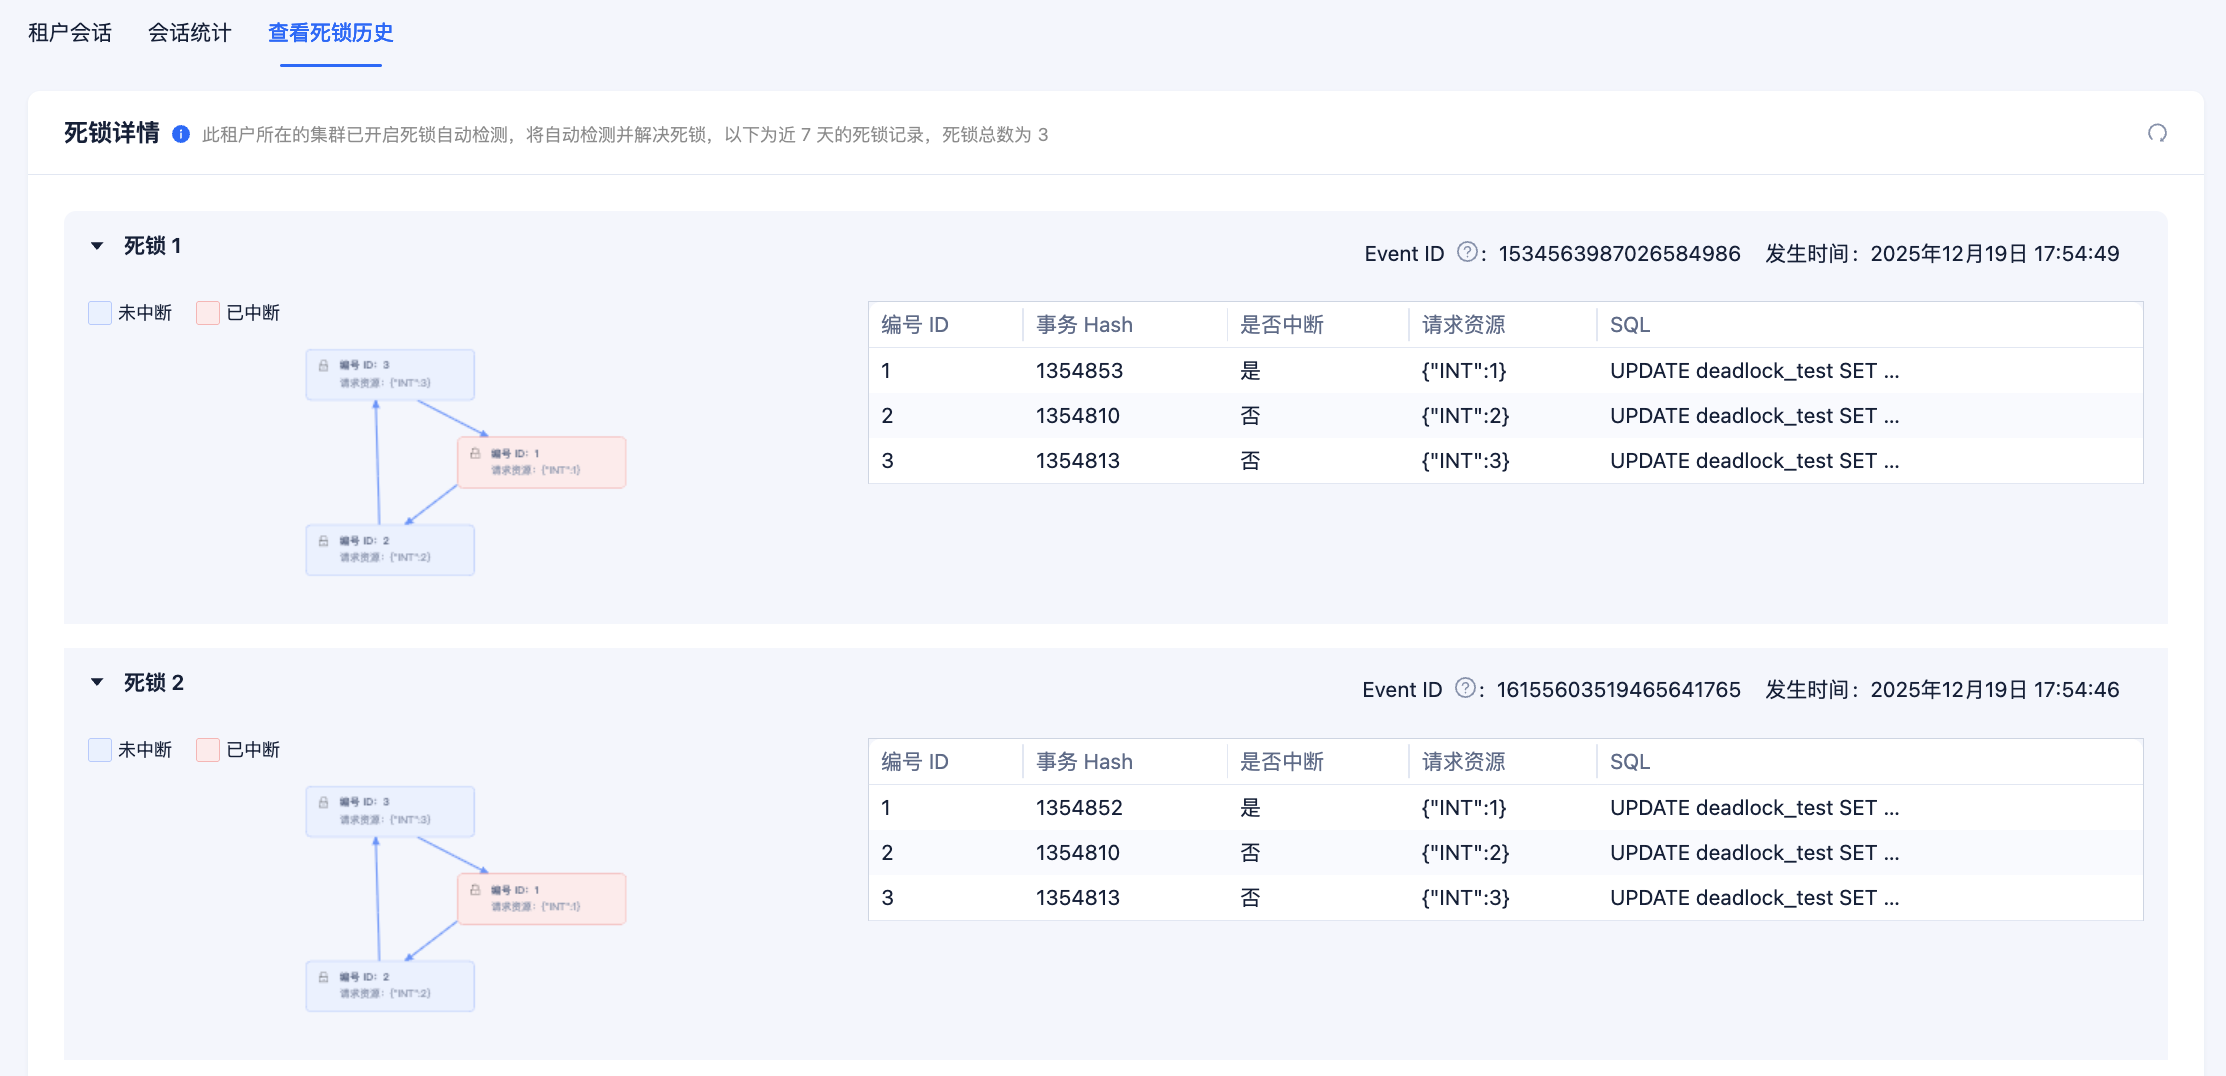 租户会话 会话统计 查看死锁历史
死锁详情 此租户所在的集群已开启死锁自动检测，将自动检测并解决死锁，以下为近 7 天的死锁记录，死锁总数为 3
死锁 1
Event ID ?: 1534563987026584986 发生时间：2025年12月19日 17:54:49
未中断 已中断
编号 ID：3
请求资源：{"INT":3}
编号 ID：1
请求资源：{"INT":1}
编号 ID：2
请求资源：{"INT":2}
编号 ID 事务 Hash 是否中断 请求资源 SQL
1 1354853 是 {"INT":1} UPDATE deadlock_test SET ...
2 1354810 否 {"INT":2} UPDATE deadlock_test SET ...
3 1354813 否 {"INT":3} UPDATE deadlock_test SET ...
死锁 2
Event ID ?: 16155603519465641765 发生时间：2025年12月19日 17:54:46
未中断 已中断
编号 ID：3
请求资源：{"INT":3}
编号 ID：1
请求资源：{"INT":1}
编号 ID：2
请求资源：{"INT":2}
编号 ID 事务 Hash 是否中断 请求资源 SQL
1 1354852 是 {"INT":1} UPDATE deadlock_test SET ...
2 1354810 否 {"INT":2} UPDATE deadlock_test SET ...
3 1354813 否 {"INT":3} UPDATE deadlock_test SET ...